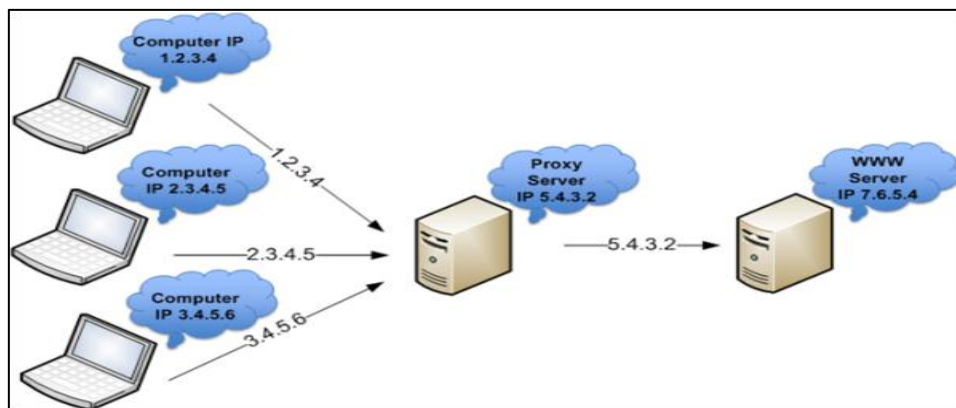 Computer IP
1.2.3.4
1.2.3.4
Computer
IP 2.3.4.5
2.3.4.5
Computer
IP 3.4.5.6
3.4.5.6
Proxy
Server
IP 5.4.3.2
5.4.3.2
WWW
Server
IP 7.6.5.4